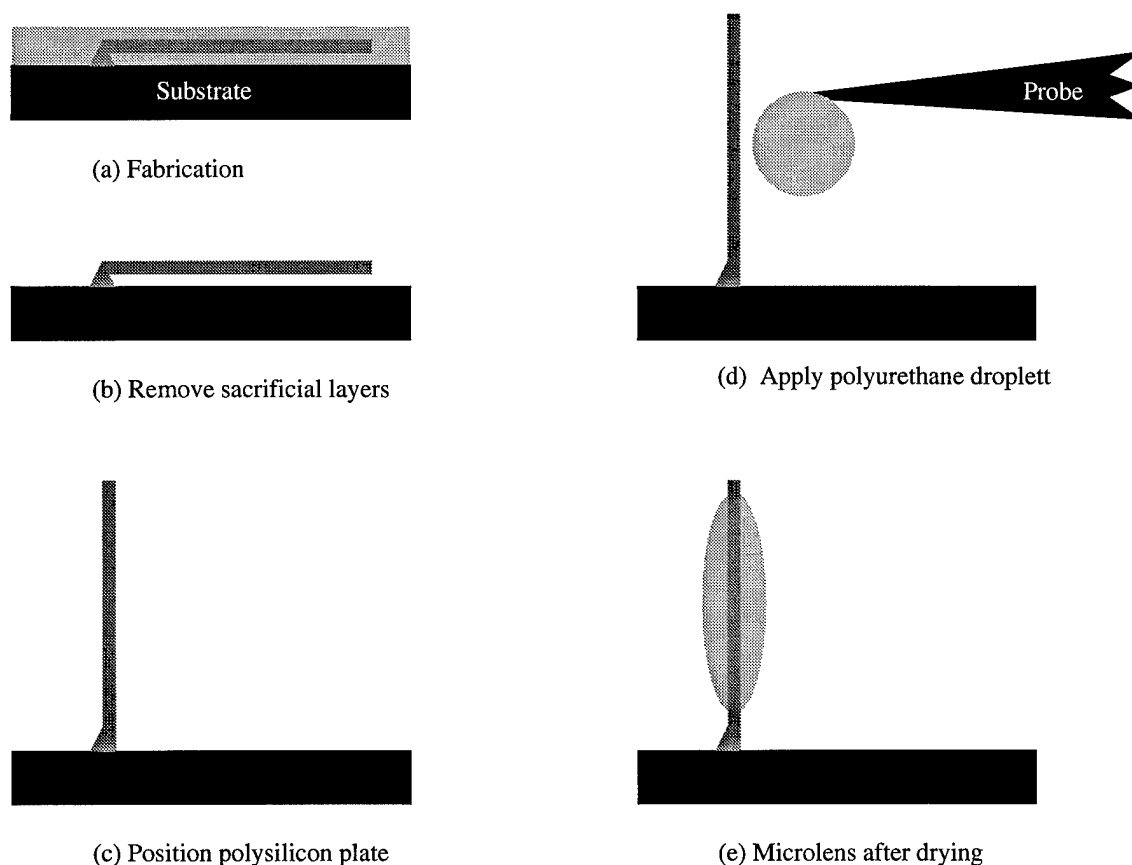 Substrate
(a) Fabrication
(b) Remove sacrificial layers
(c) Position polysilicon plate
Probe
(d) Apply polyurethane droplett
(e) Microlens after drying